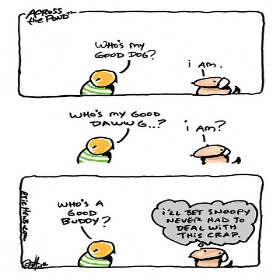 ACROSS
the POND...
WHO'S MY
GOOD DOG?
i AM.
WHO'S MY GOOD
DAWWG..?
i AM?
WHO'S A
GOOD
BUDDY?
i'LL BET SNOOPY
NEVER HAD TO
DEAL WITH
THIS CRAP.